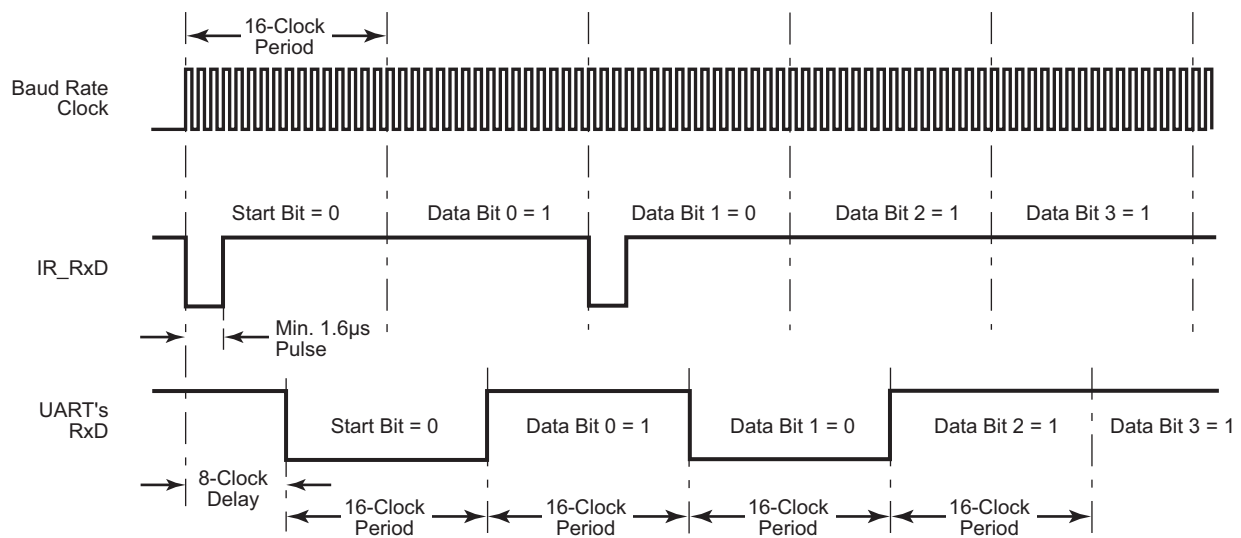 16-Clock
Period
Baud Rate
Clock
Start Bit = 0
Data Bit 0 = 1
Data Bit 1 = 0
Data Bit 2 = 1
Data Bit 3 = 1
IR_RxD
Min. 1.6µs
Pulse
UART's
RxD
Start Bit = 0
Data Bit 0 = 1
Data Bit 1 = 0
Data Bit 2 = 1
Data Bit 3 = 1
8-Clock
Delay
16-Clock
Period
16-Clock
Period
16-Clock
Period
16-Clock
Period